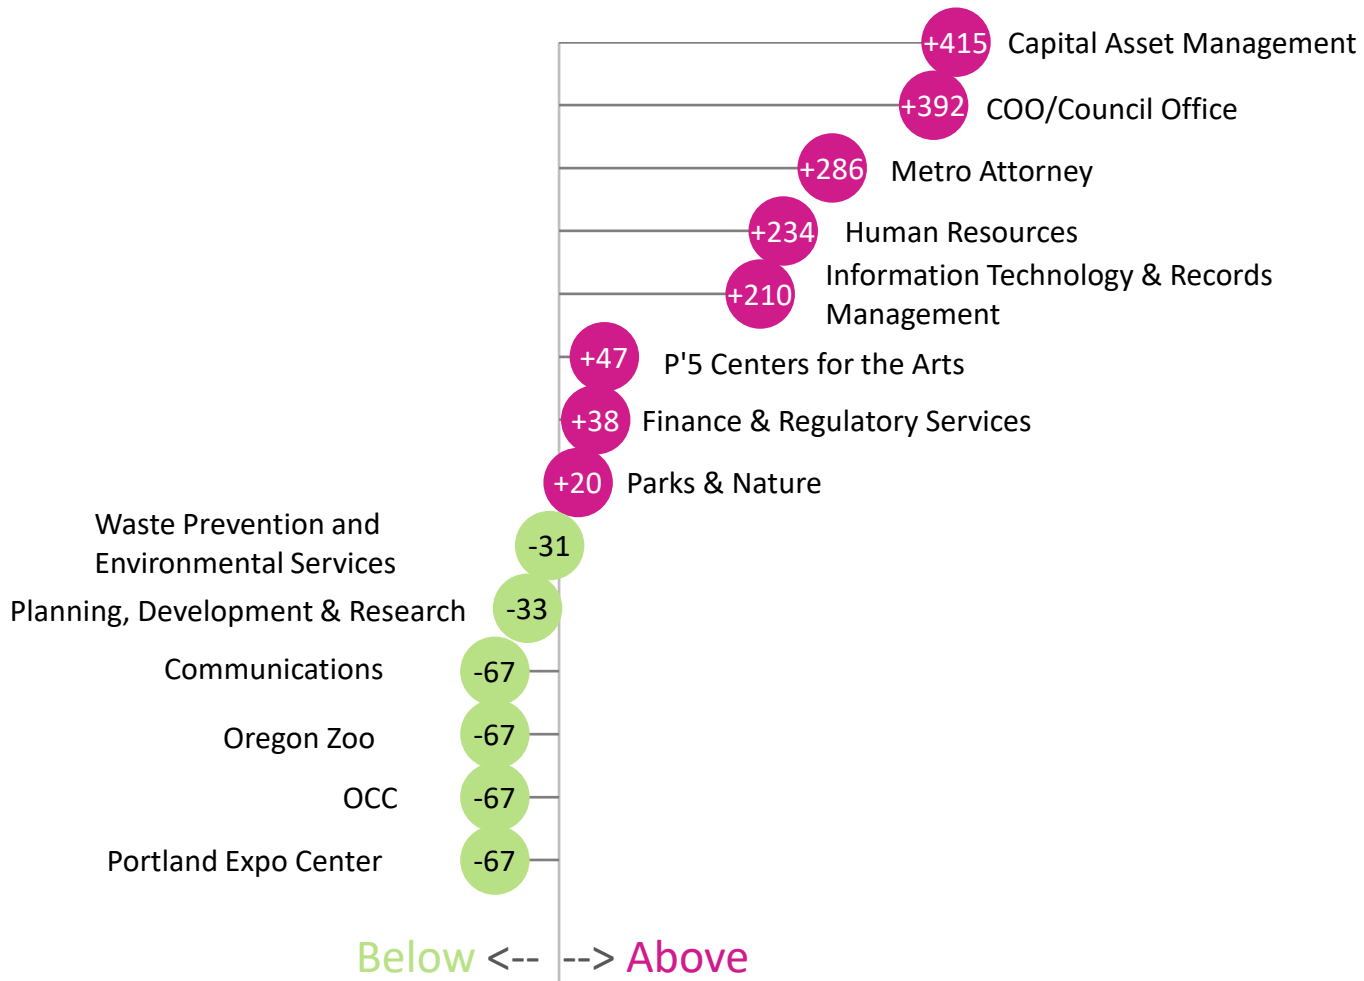 +415 Capital Asset Management
+392 COO/Council Office
+286 Metro Attorney
+234 Human Resources
+210 Information Technology & Records
Management
+47 P'5 Centers for the Arts
+38 Finance & Regulatory Services
+20 Parks & Nature
Waste Prevention and
Environmental Services -31
Planning, Development & Research -33
Communications -67
Oregon Zoo -67
OCC -67
Portland Expo Center -67
Below <-- --> Above